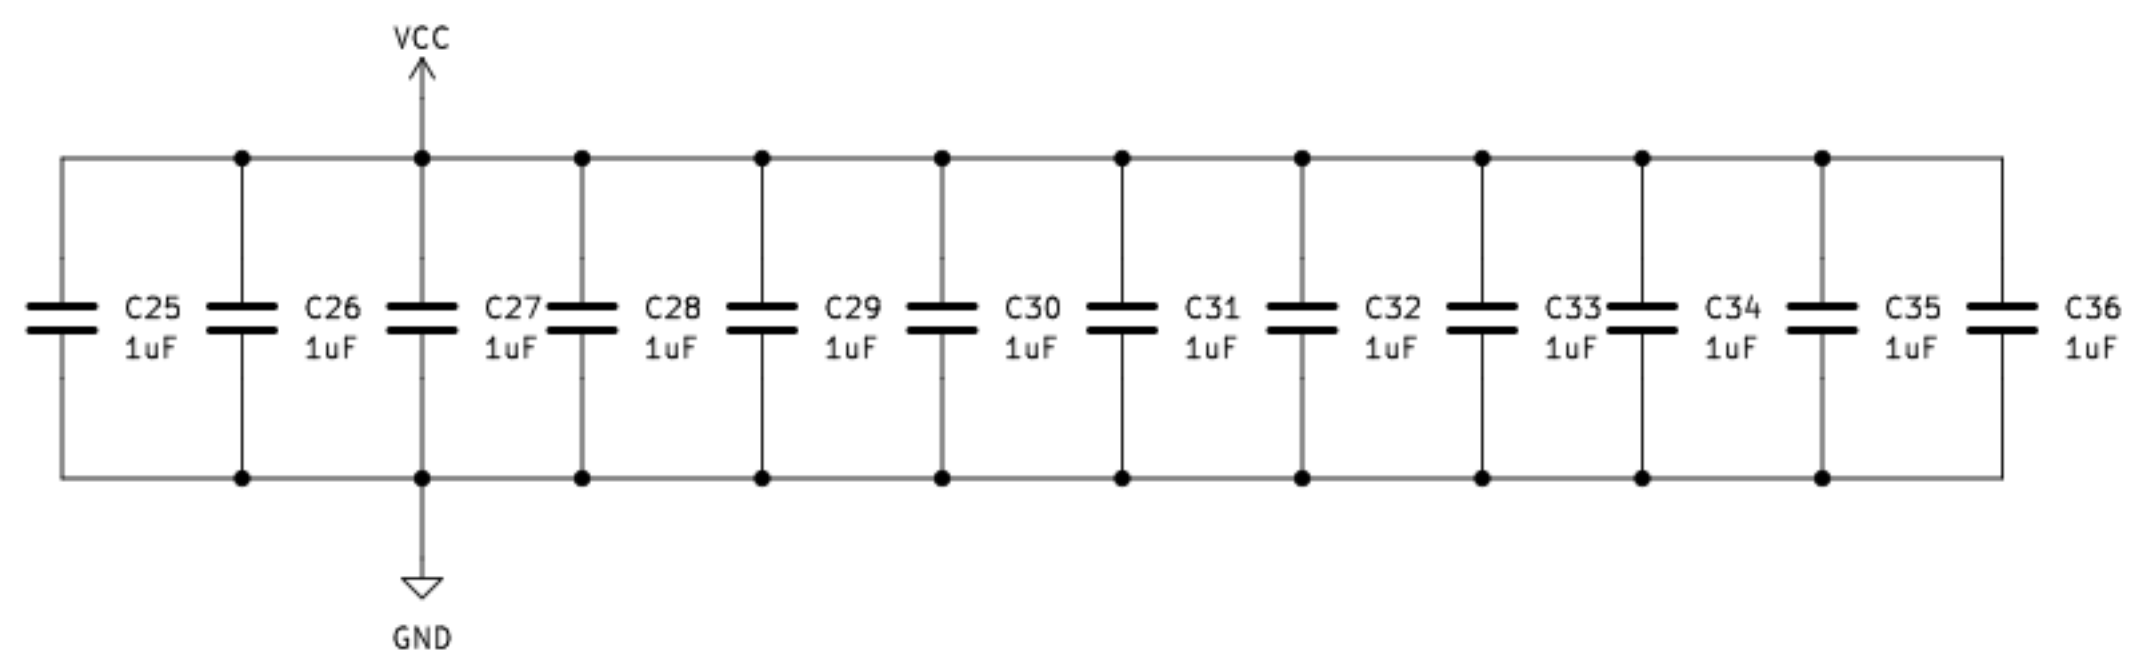 VCC
C25
1uF
C26
1uF
C27
1uF
C28
1uF
C29
1uF
C30
1uF
C31
1uF
C32
1uF
C33
1uF
C34
1uF
C35
1uF
C36
1uF
GND